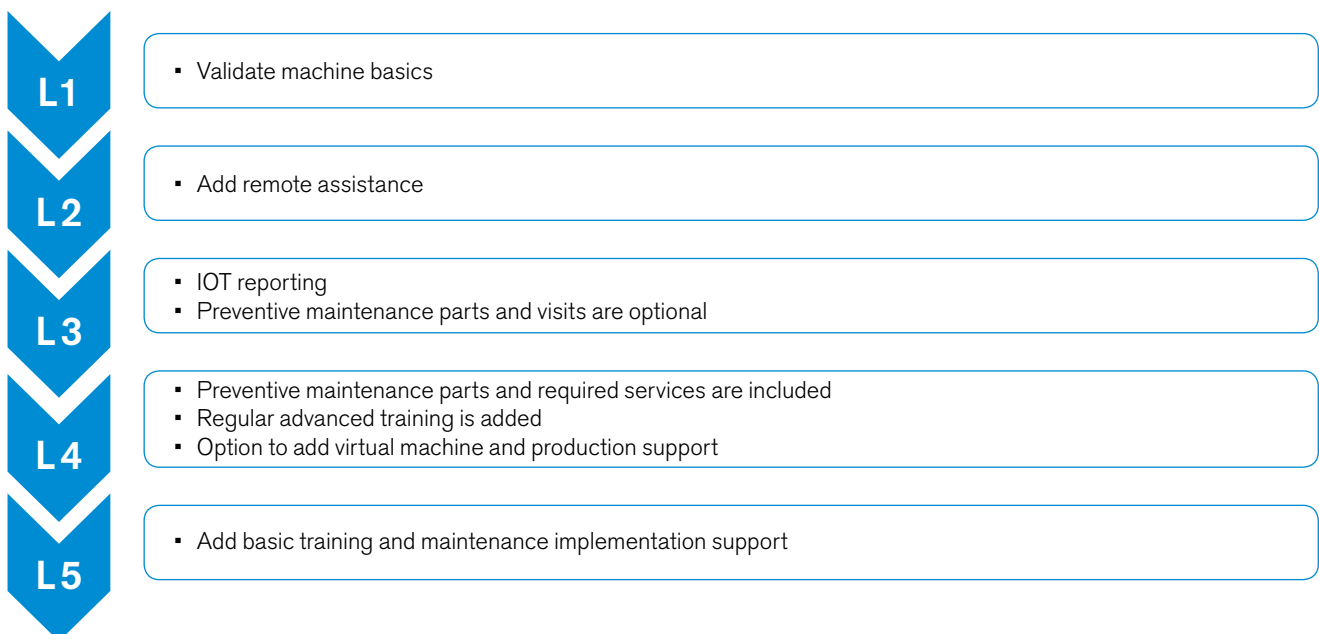 L1
▪ Validate machine basics
L2
▪ Add remote assistance
L3
▪ IOT reporting
▪ Preventive maintenance parts and visits are optional
L4
▪ Preventive maintenance parts and required services are included
▪ Regular advanced training is added
▪ Option to add virtual machine and production support
L5
▪ Add basic training and maintenance implementation support